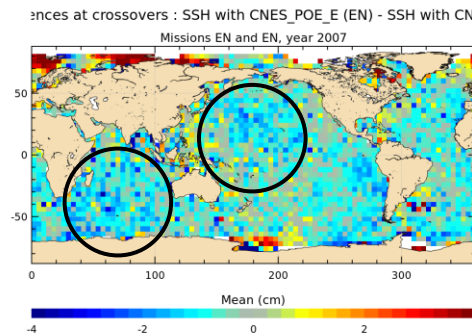 ences at crossovers : SSH with CNES_POE_E (EN) - SSH with CN
Missions EN and EN, year 2007
50
0
-50
0 100 200 300
Mean (cm)
-4 -2 0 2